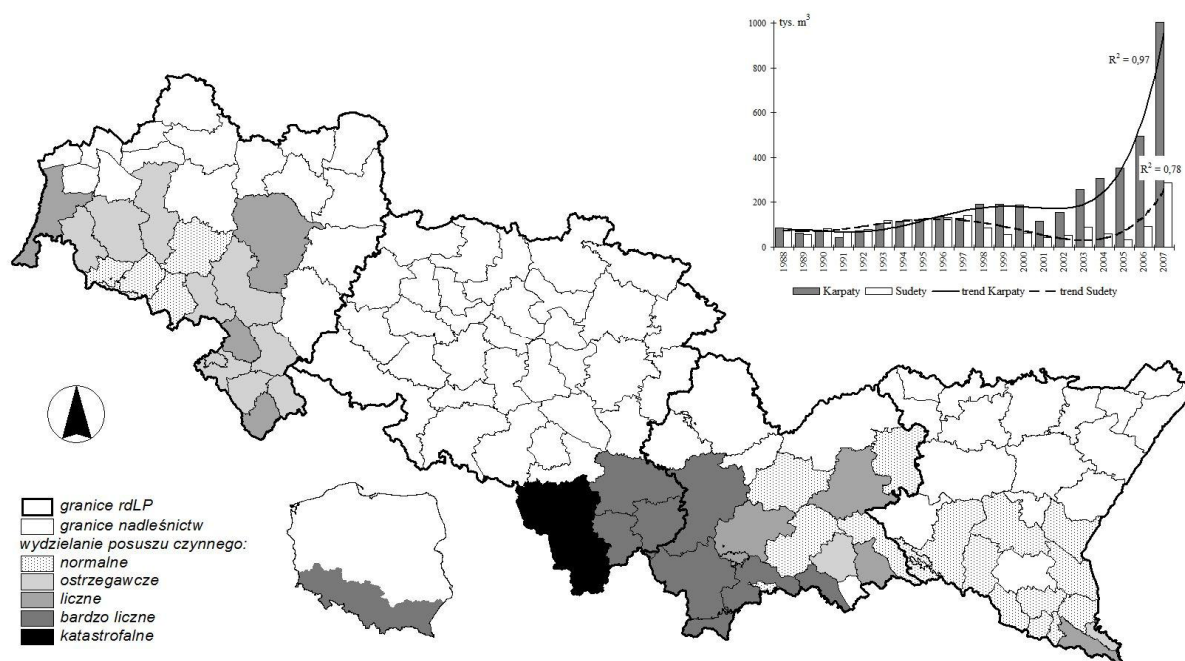 tys. m³
1000
800
600
400
200
0
R² = 0,97
R² = 0,78
1988
1989
1990
1991
1992
1993
1994
1995
1996
1997
1998
1999
2000
2001
2002
2003
2004
2005
2006
2007
Karpaty Sudety trend Karpaty trend Sudety
granice rdLP
granice nadleśnictw
wydzielanie posuszu czynnego:
normalne
ostrzegawcze
liczne
bardzo liczne
katastrofalne